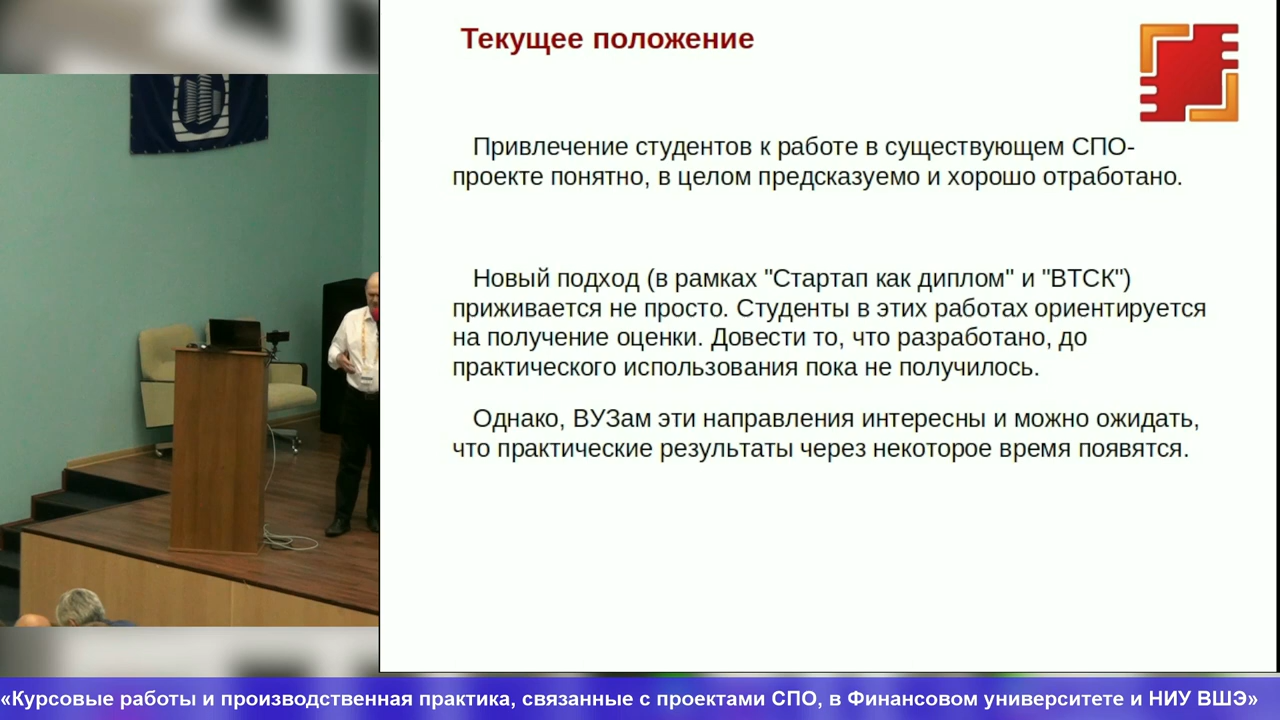 Текущее положение
Привлечение студентов к работе в существующем СПО-
проекте понятно, в целом предсказуемо и хорошо отработано.
Новый подход (в рамках "Стартап как диплом" и "ВТСК")
приживается не просто. Студенты в этих работах ориентируется
на получение оценки. Довести то, что разработано, до
практического использования пока не получилось.
Однако, ВУЗам эти направления интересны и можно ожидать,
что практические результаты через некоторое время появятся.
«Курсовые работы и производственная практика, связанные с проектами СПО, в Финансовом университете и НИУ ВШЭ»